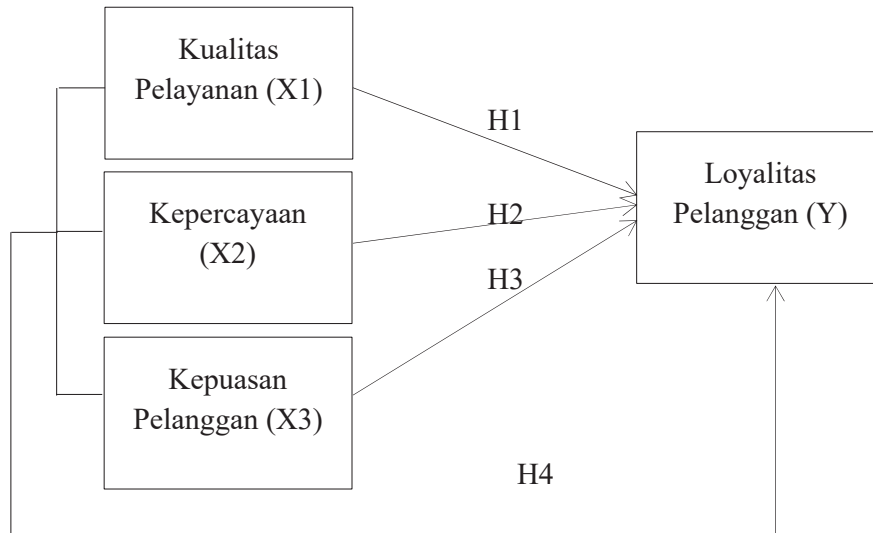 Kualitas
Pelayanan (X1)
H1
Loyalitas
Pelanggan (Y)
Kepercayaan
(X2)
H2
H3
Kepuasan
Pelanggan (X3)
H4